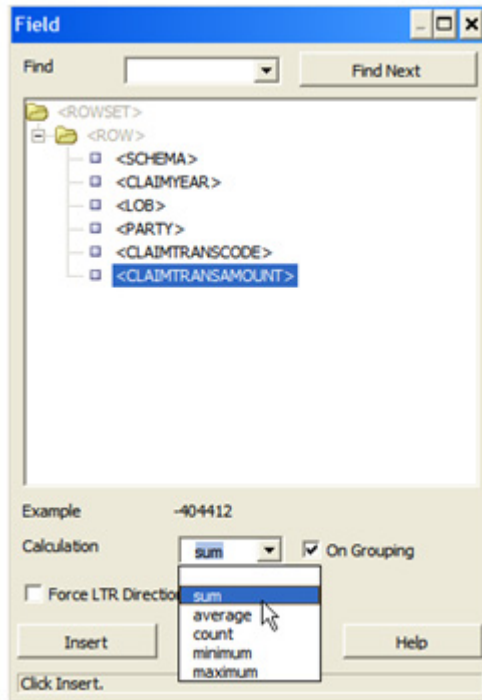 Field
Find
Find Next
<ROWSET>
<ROW>
<SCHEMA>
<CLAIMYEAR>
<LOB>
<PARTY>
<CLAIMTRANSCODE>
<CLAIMTRANSAMOUNT>
Example -404412
Calculation sum On Grouping
Force LTR Direction
sum
average
count
minimum
maximum
Insert
Help
Click Insert.